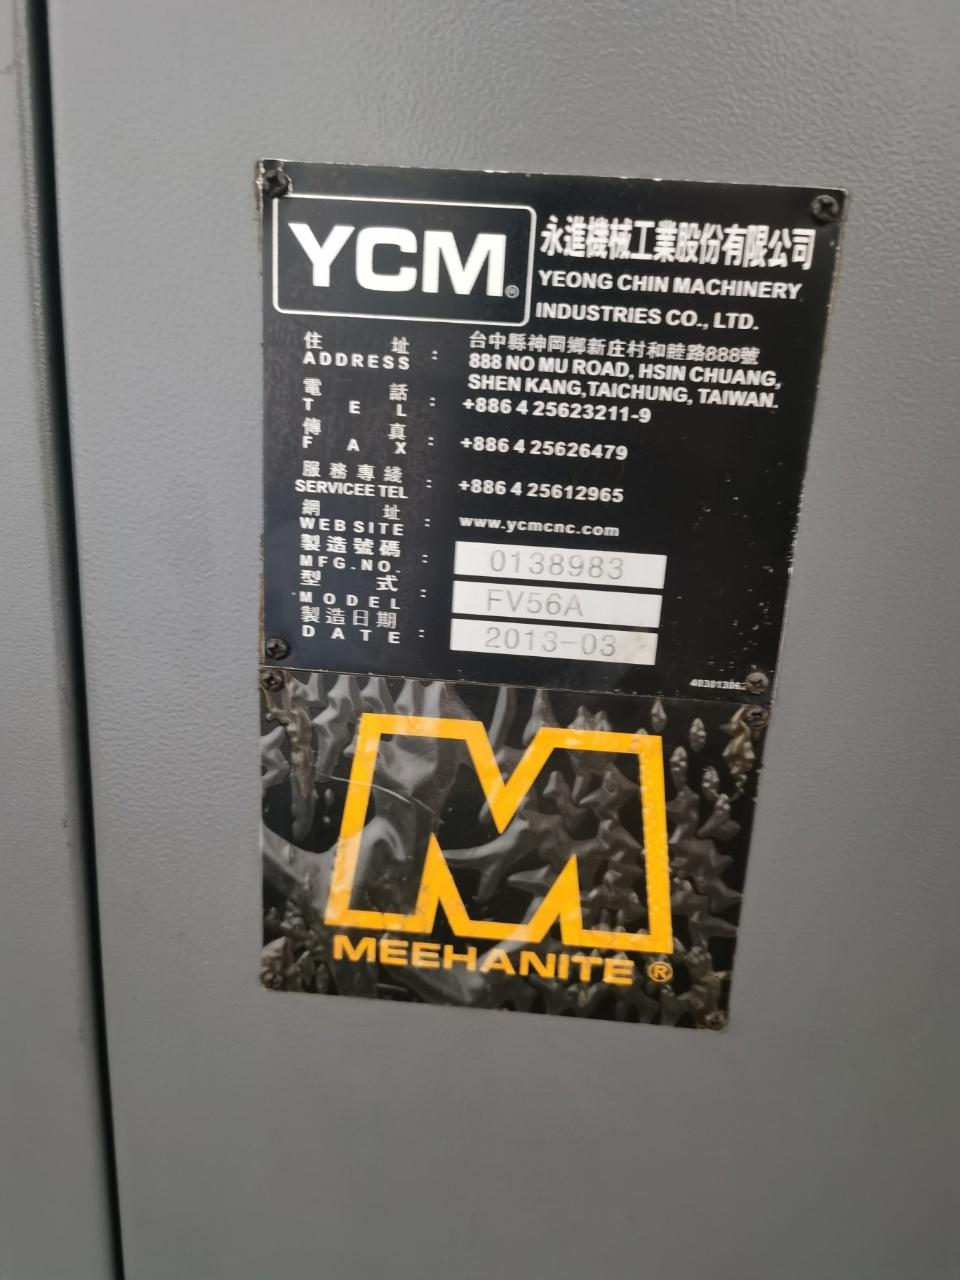 YCM®
永進機械工業股份有限公司
YEONG CHIN MACHINERY
INDUSTRIES CO., LTD.
住址 : 台中縣神岡鄉新庄村和睦路888號
ADDRESS 888 NO MU ROAD, HSIN CHUANG,
SHEN KANG,TAICHUNG, TAIWAN.
電話
TEL : +886 4 25623211-9
傳真
FAX : +886 4 25626479
服務專綫
SERVICEE TEL : +886 4 25612965
網址
WEBSITE : www.ycmcnc.com
製造號碼
MFG.NO. : 0138983
型式
MODEL : FV56A
製造日期
DATE : 2013-03
M
MEEHANITE ®